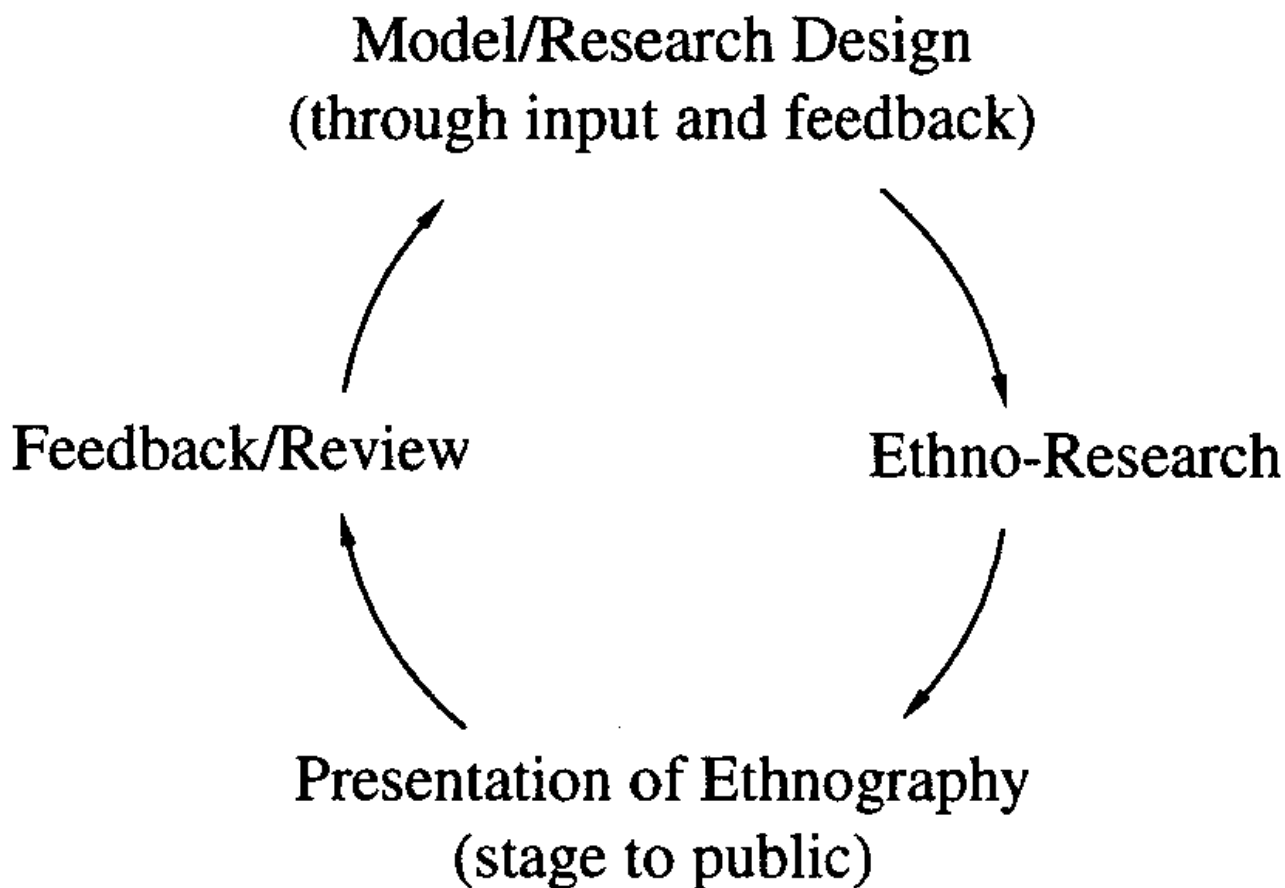 Model/Research Design
(through input and feedback)
Feedback/Review
Ethno-Research
Presentation of Ethnography
(stage to public)